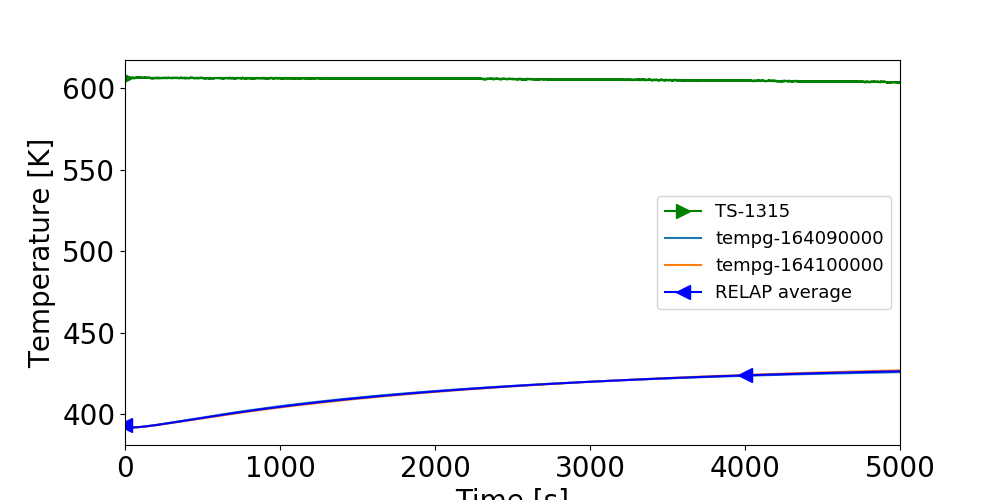 Temperature [K]
600
550
500
450
400
TS-1315
tempg-164090000
tempg-164100000
RELAP average
0 1000 2000 3000 4000 5000
Time [s]